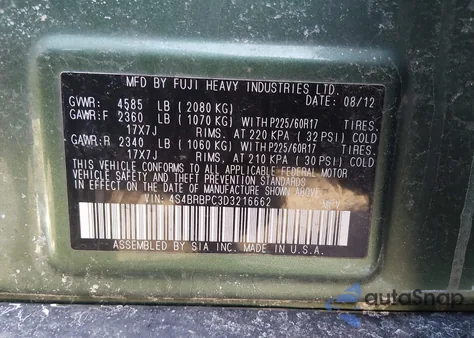 MFD BY FUJI HEAVY INDUSTRIES LTD.
GVWR: 4585 LB (2080 KG) DATE: 08/12
GAWR:F 2360 LB (1070 KG) WITH P225/60R17 TIRES.
17X7J RIMS. AT 220 KPA (32 PSI) COLD
GAWR:R 2340 LB (1060 KG) WITH P225/60R17 TIRES.
17X7J RIMS. AT 210 KPA (30 PSI) COLD
THIS VEHICLE CONFORMS TO ALL APPLICABLE FEDERAL MOTOR
VEHICLE SAFETY AND THEFT PREVENTION STANDARDS
IN EFFECT ON THE DATE OF MANUFACTURE SHOWN ABOVE.
VIN: 4S4BRBPC3D3216662 MPV
ASSEMBLED BY SIA INC. MADE IN U.S.A.
autoSnap